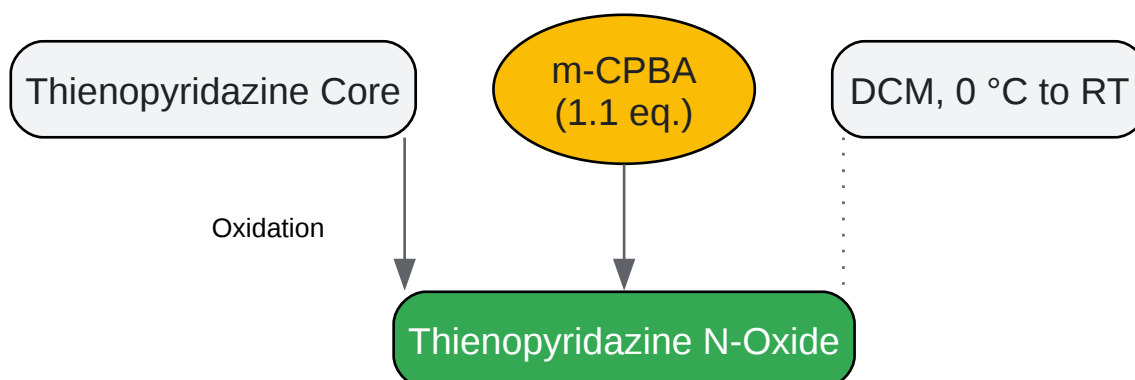 Thienopyridazine Core
m-CPBA
(1.1 eq.)
DCM, 0 °C to RT
Oxidation
Thienopyridazine N-Oxide